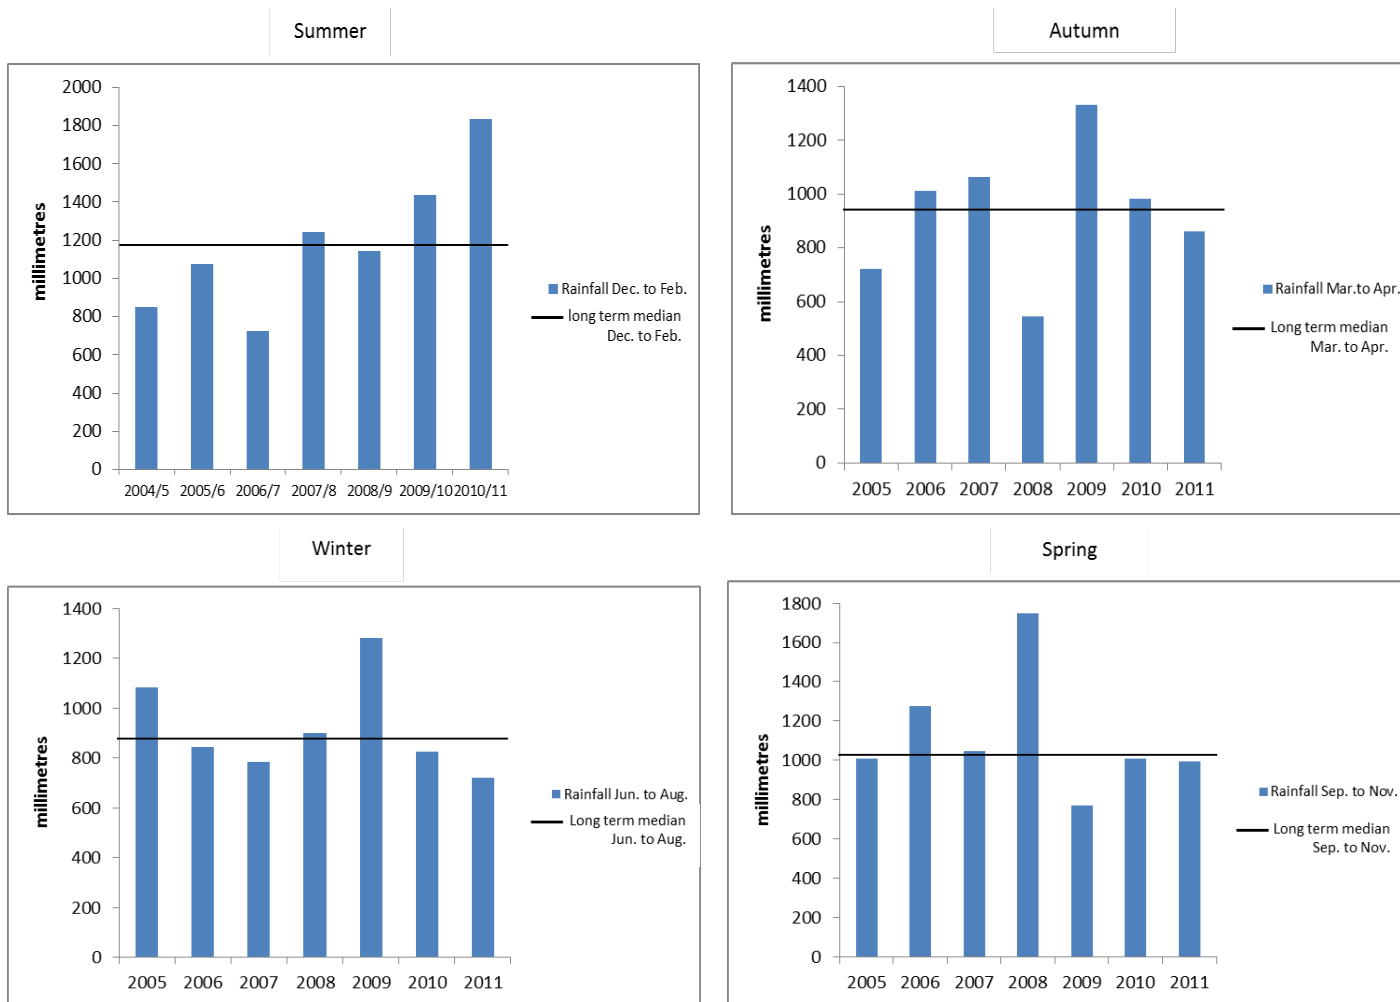 Summer
millimetres
2000
1800
1600
1400
1200
1000
800
600
400
200
0
2004/5 2005/6 2006/7 2007/8 2008/9 2009/10 2010/11
Rainfall Dec. to Feb.
long term median
Dec. to Feb.
Autumn
millimetres
1400
1200
1000
800
600
400
200
0
2005 2006 2007 2008 2009 2010 2011
Rainfall Mar.to Apr.
Long term median
Mar. to Apr.
Winter
millimetres
1400
1200
1000
800
600
400
200
0
2005 2006 2007 2008 2009 2010 2011
Rainfall Jun. to Aug.
Long term median
Jun. to Aug.
Spring
millimetres
1800
1600
1400
1200
1000
800
600
400
200
0
2005 2006 2007 2008 2009 2010 2011
Rainfall Sep. to Nov.
Long term median
Sep. to Nov.